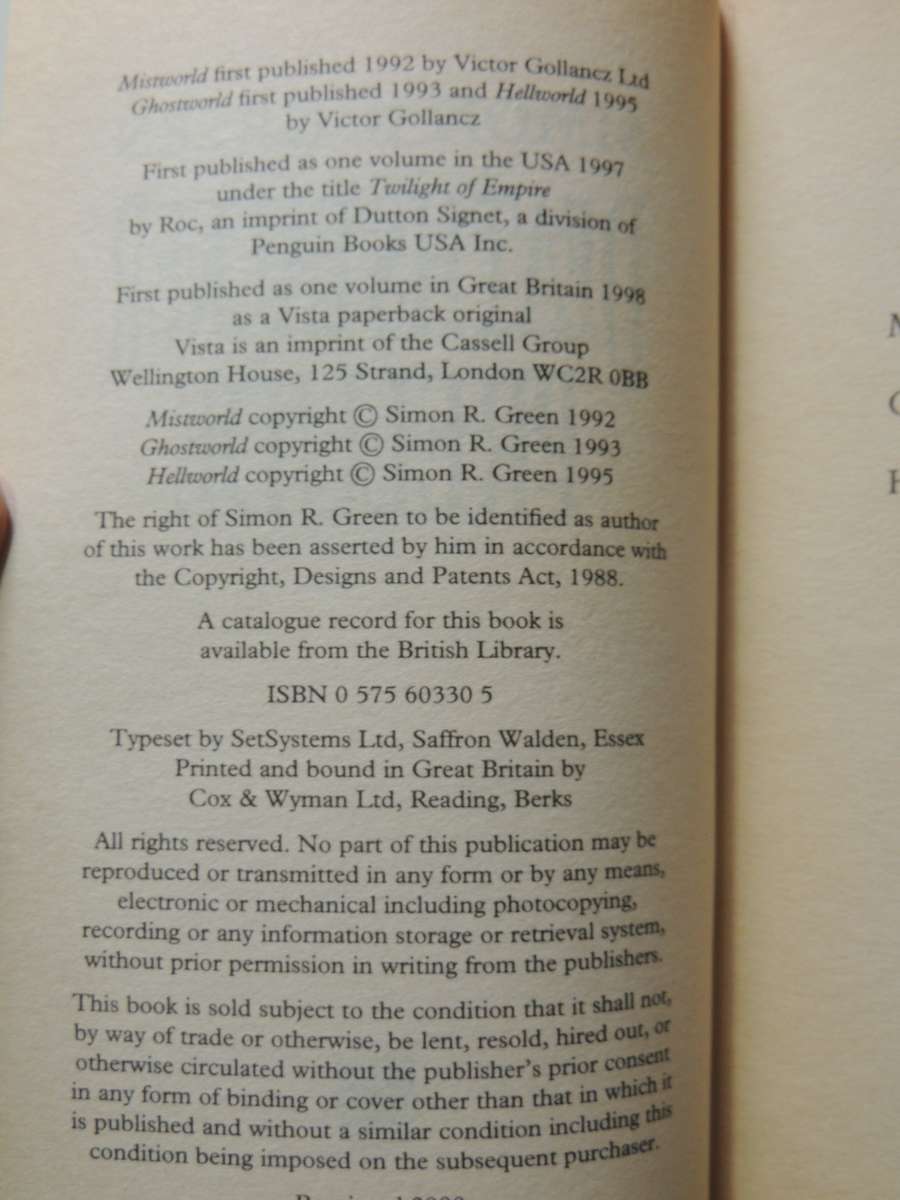 Mistworld first published 1992 by Victor Gollancz Ltd
Ghostworld first published 1993 and Hellworld 1995
by Victor Gollancz
First published as one volume in the USA 1997
under the title Twilight of Empire
by Roc, an imprint of Dutton Signet, a division of
Penguin Books USA Inc.
First published as one volume in Great Britain 1998
as a Vista paperback original
Vista is an imprint of the Cassell Group
Wellington House, 125 Strand, London WC2R 0BB
Mistworld copyright © Simon R. Green 1992
Ghostworld copyright © Simon R. Green 1993
Hellworld copyright © Simon R. Green 1995
The right of Simon R. Green to be identified as author
of this work has been asserted by him in accordance with
the Copyright, Designs and Patents Act, 1988.
A catalogue record for this book is
available from the British Library.
ISBN 0 575 60330 5
Typeset by SetSystems Ltd, Saffron Walden, Essex
Printed and bound in Great Britain by
Cox & Wyman Ltd, Reading, Berks
All rights reserved. No part of this publication may be
reproduced or transmitted in any form or by any means,
electronic or mechanical including photocopying,
recording or any information storage or retrieval system,
without prior permission in writing from the publishers.
This book is sold subject to the condition that it shall not,
by way of trade or otherwise, be lent, resold, hired out, or
otherwise circulated without the publisher's prior consent
in any form of binding or cover other than that in which it
is published and without a similar condition including this
condition being imposed on the subsequent purchaser.